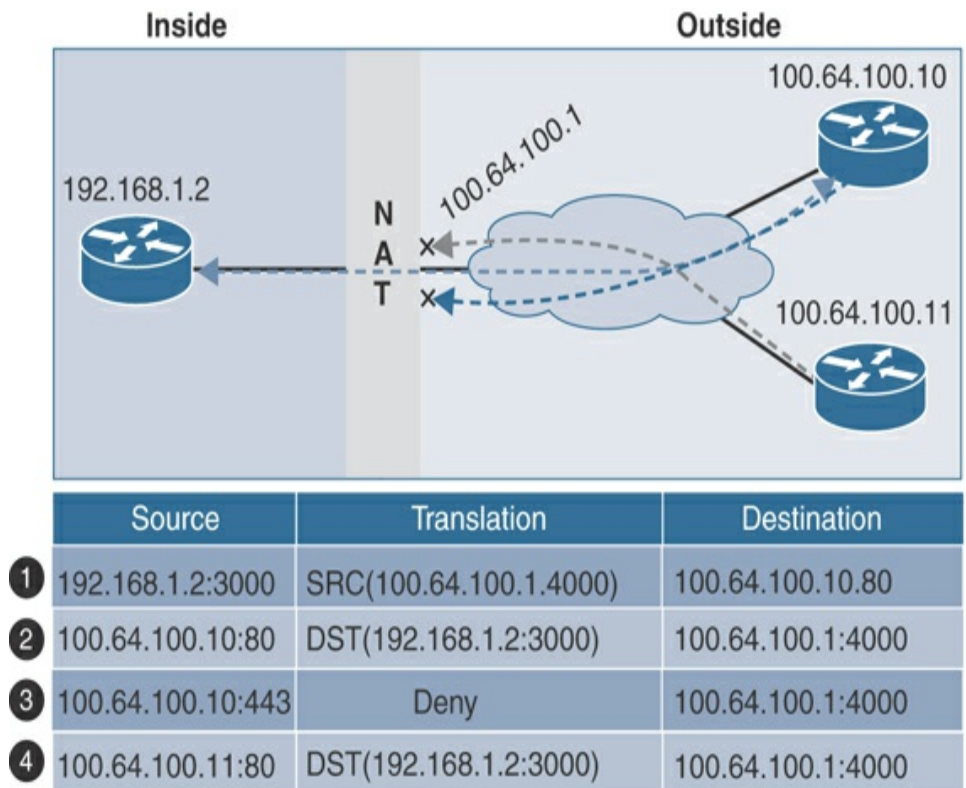 Inside Outside
100.64.100.10
100.64.100.1
192.168.1.2
N
A
T
100.64.100.11
Source Translation Destination
1 192.168.1.2:3000 SRC(100.64.100.1.4000) 100.64.100.10.80
2 100.64.100.10:80 DST(192.168.1.2:3000) 100.64.100.1:4000
3 100.64.100.10:443 Deny 100.64.100.1:4000
4 100.64.100.11:80 DST(192.168.1.2:3000) 100.64.100.1:4000